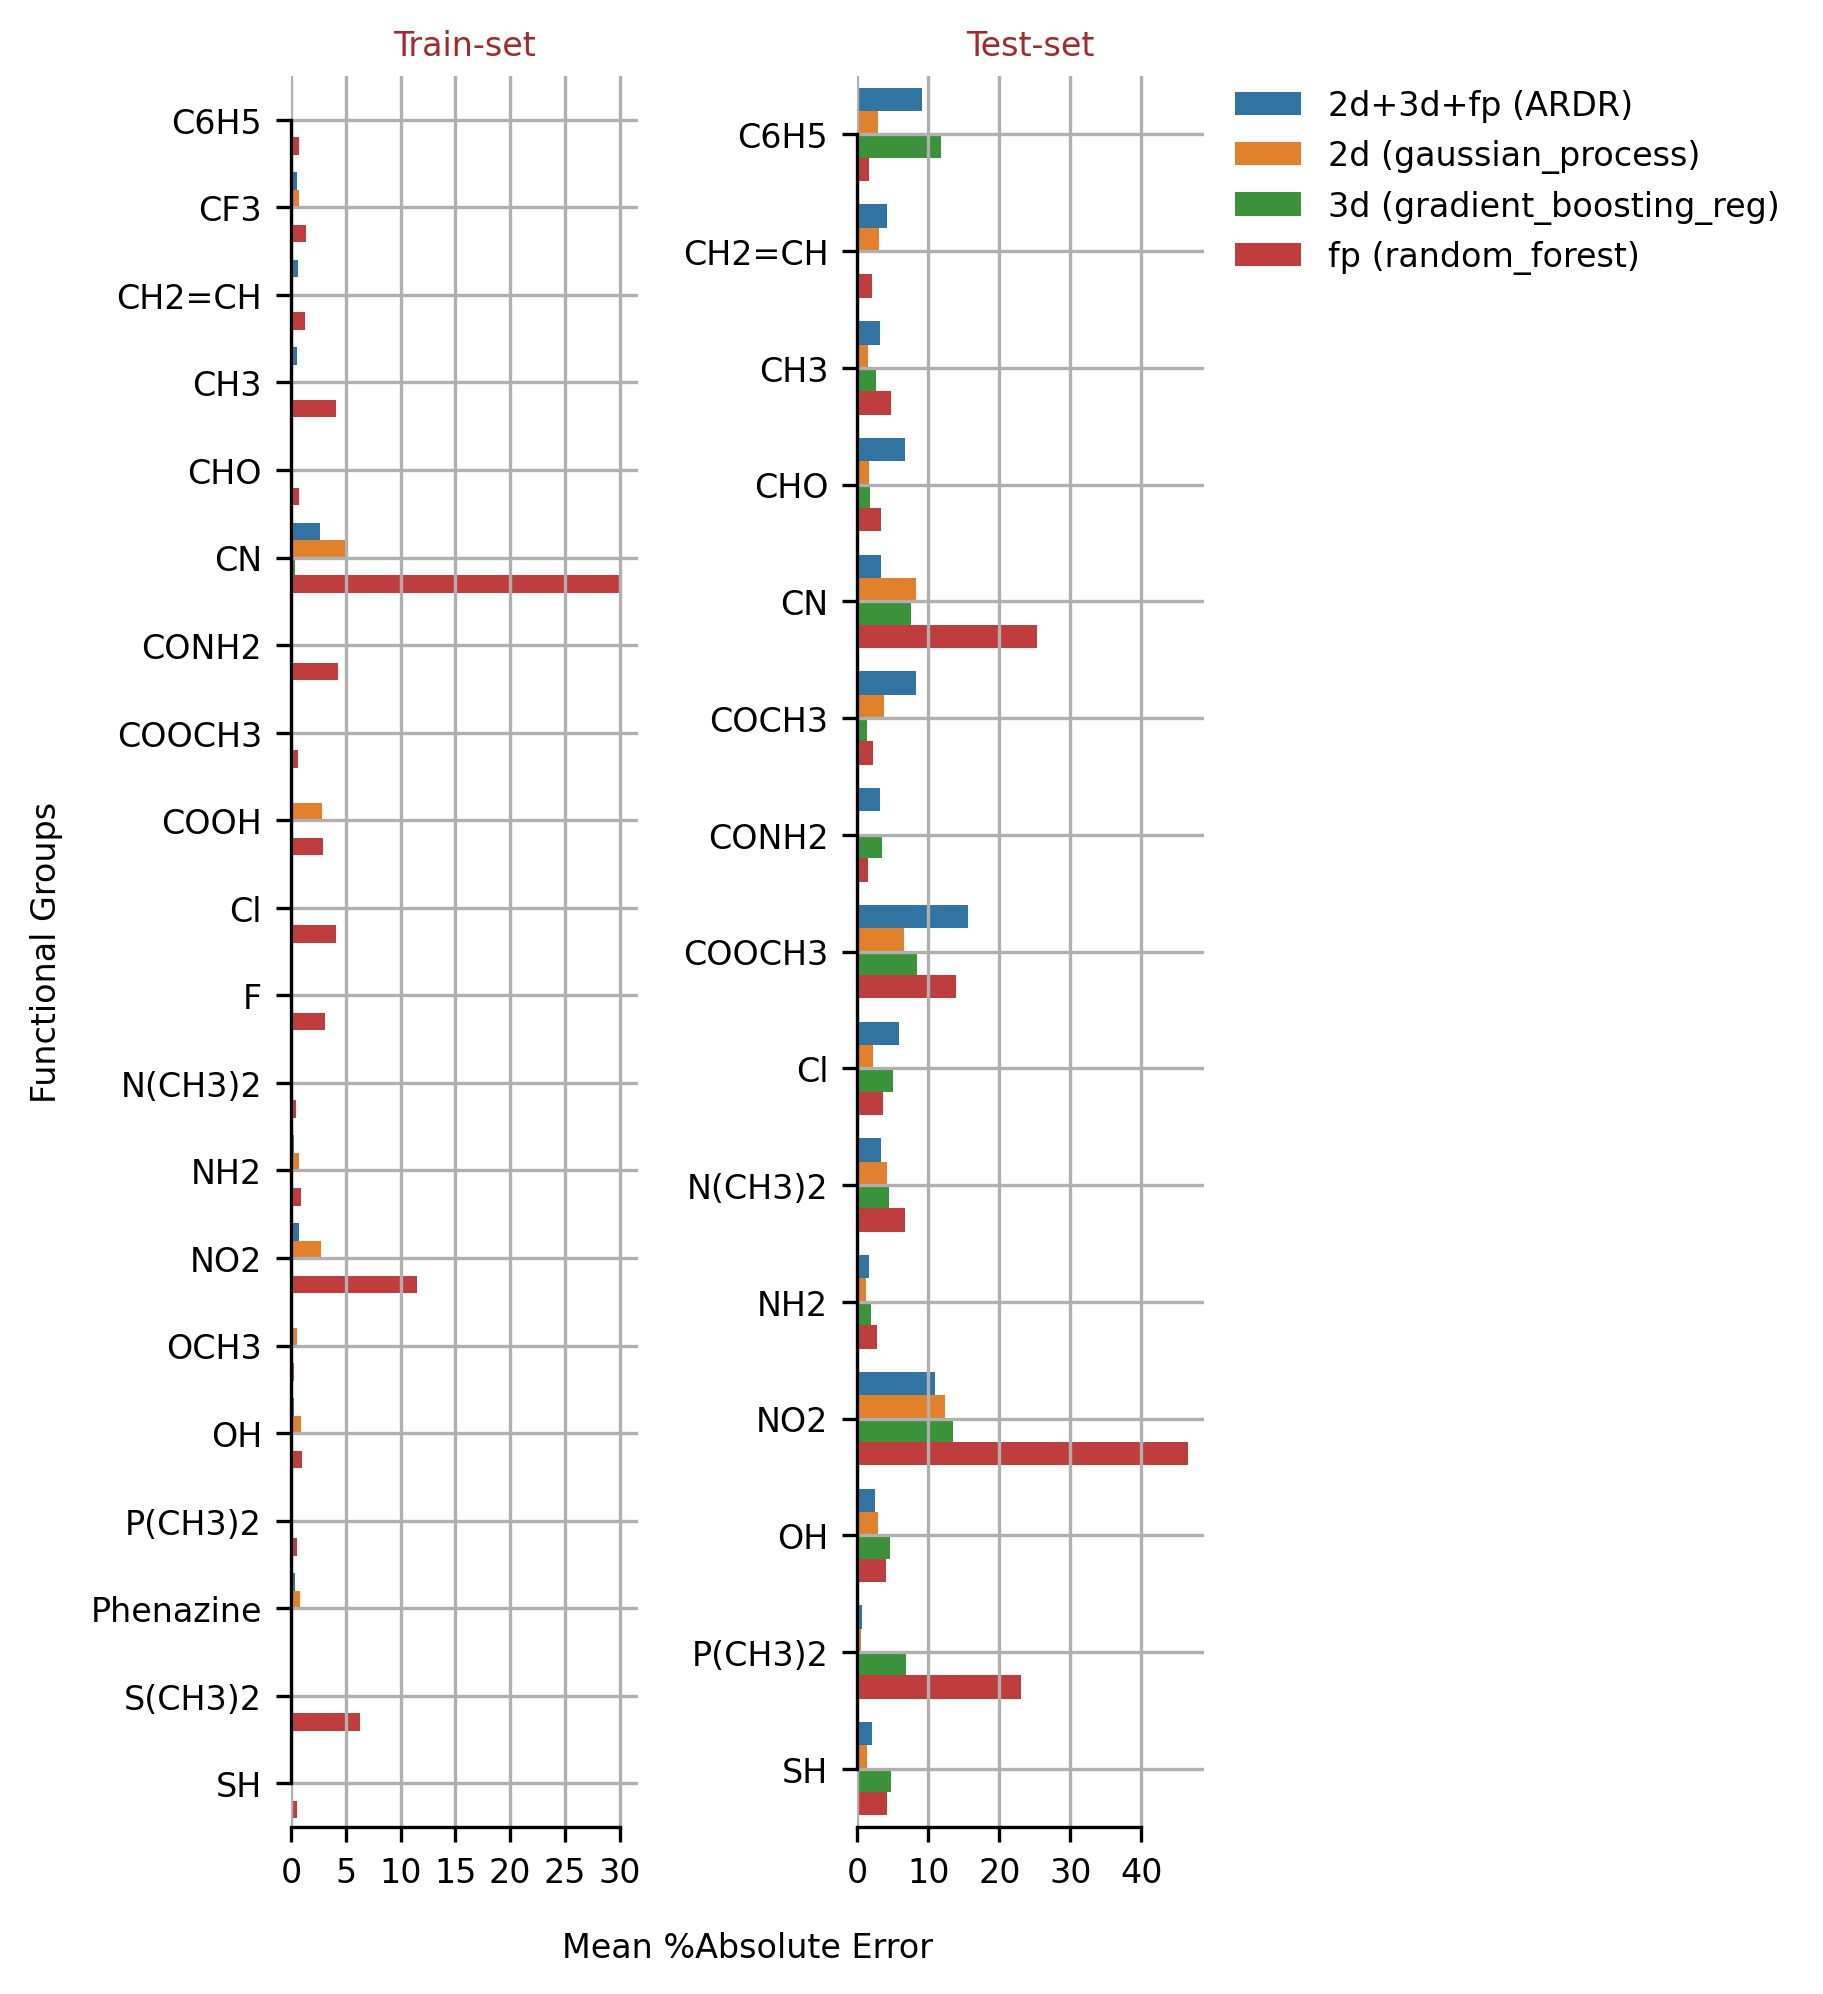 Train-set
Test-set
2d+3d+fp (ARDR)
2d (gaussian_process)
3d (gradient_boosting_reg)
fp (random_forest)
Functional Groups
C6H5
CF3
CH2=CH
CH3
CHO
CN
CONH2
COOCH3
COOH
Cl
F
N(CH3)2
NH2
NO2
OCH3
OH
P(CH3)2
Phenazine
S(CH3)2
SH
0 5 10 15 20 25 30
C6H5
CH2=CH
CH3
CHO
CN
COCH3
CONH2
COOCH3
Cl
N(CH3)2
NH2
NO2
OH
P(CH3)2
SH
0 10 20 30 40
Mean %Absolute Error